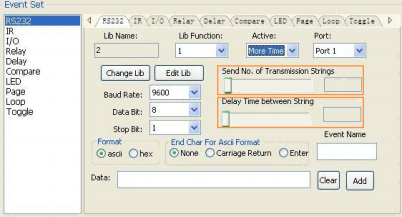 Event Set
RS232
IR
I/O
Relay
Delay
Compare
LED
Page
Loop
Toggle
RS232 IR I/O Relay Delay Compare LED Page Loop Toggle
Lib Name: Lib Function: Active: Port:
2 1 More Time Port 1
Change Lib Edit Lib Send No. of Transmission Strings
Baud Rate: 9600
Delay Time between String
Data Bit: 8
Stop Bit: 1
Event Name
Format End Char For Ascii Format
ascii hex None Carriage Return Enter
Data: Clear Add